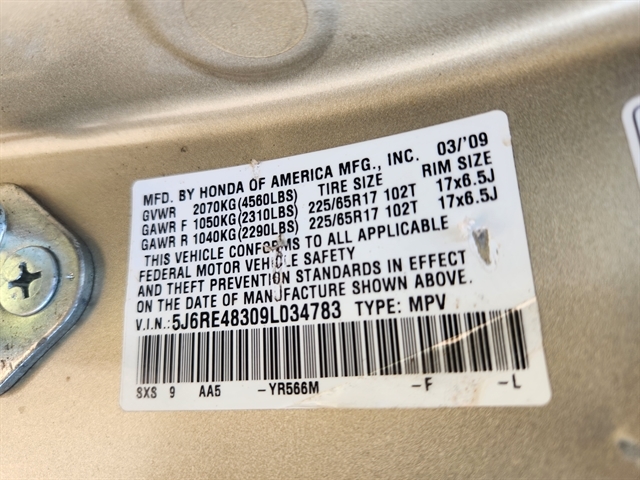 MFD. BY HONDA OF AMERICA MFG., INC. 03/'09
GVWR 2070KG(4560LBS) TIRE SIZE RIM SIZE
GAWR F 1050KG(2310LBS) 225/65R17 102T 17x6.5J
GAWR R 1040KG(2290LBS) 225/65R17 102T 17x6.5J
THIS VEHICLE CONFORMS TO ALL APPLICABLE
FEDERAL MOTOR VEHICLE SAFETY
AND THEFT PREVENTION STANDARDS IN EFFECT
ON THE DATE OF MANUFACTURE SHOWN ABOVE.
V.I.N.:5J6RE48309LD34783 TYPE: MPV
SXS 9 AA5 -YR566M -F -L